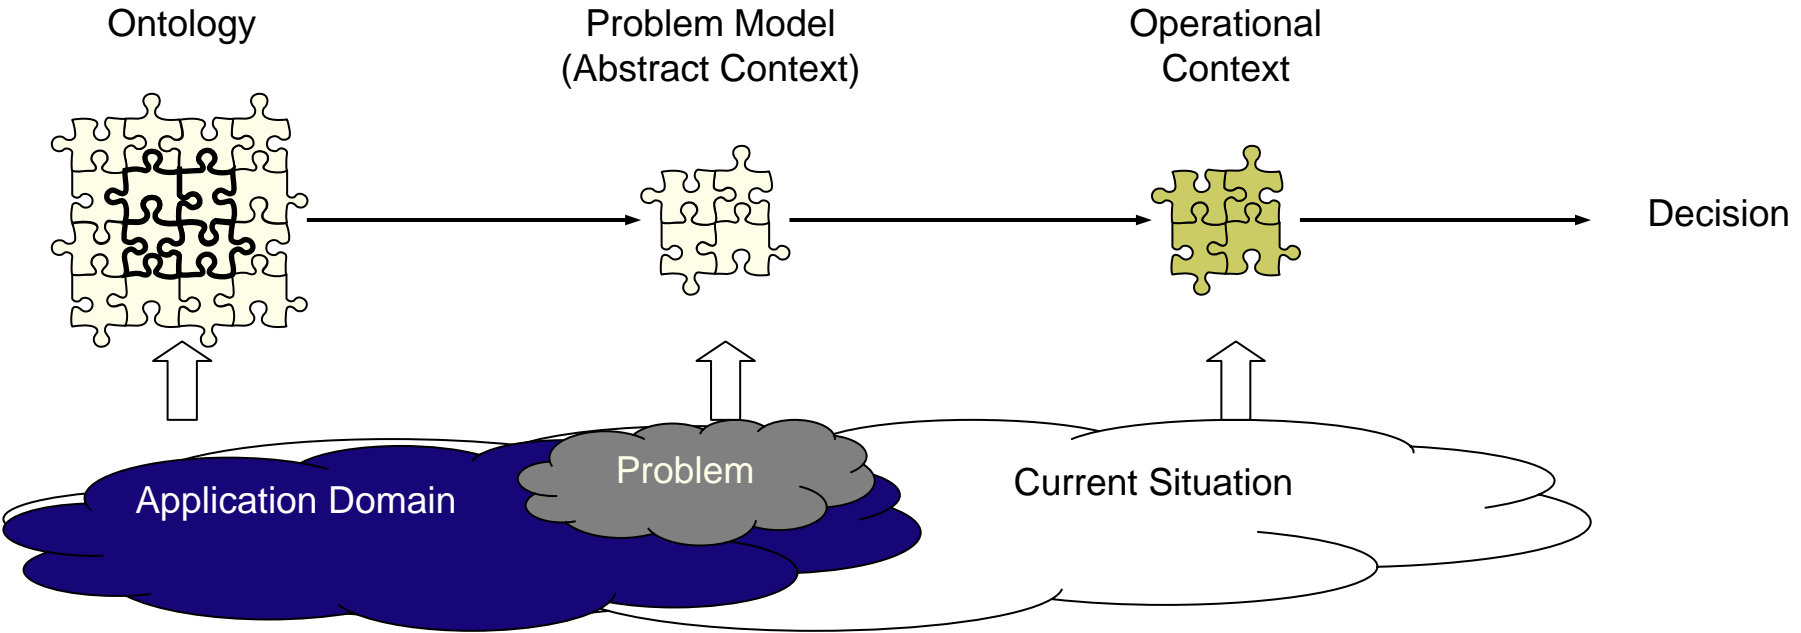 Ontology
Problem Model
(Abstract Context)
Operational
Context
Decision
Application Domain
Problem
Current Situation